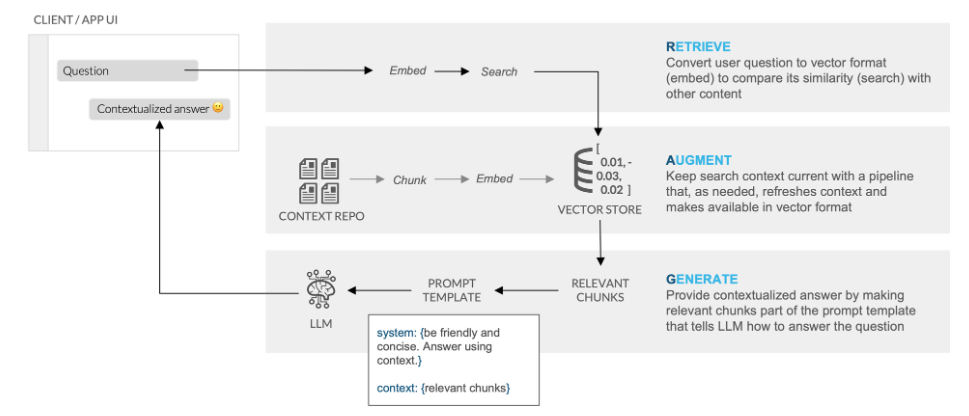 CLIENT / APP UI
Question
Contextualized answer 🙂
Embed
Search
RETRIEVE
Convert user question to vector format
(embed) to compare its similarity (search) with
other content
CONTEXT REPO
Chunk
Embed
[
0.01, -
0.03,
0.02 ]
VECTOR STORE
AUGMENT
Keep search context current with a pipeline
that, as needed, refreshes context and
makes available in vector format
LLM
PROMPT
TEMPLATE
RELEVANT
CHUNKS
GENERATE
Provide contextualized answer by making
relevant chunks part of the prompt template
that tells LLM how to answer the question
system: {be friendly and
concise. Answer using
context.}
context: {relevant chunks}